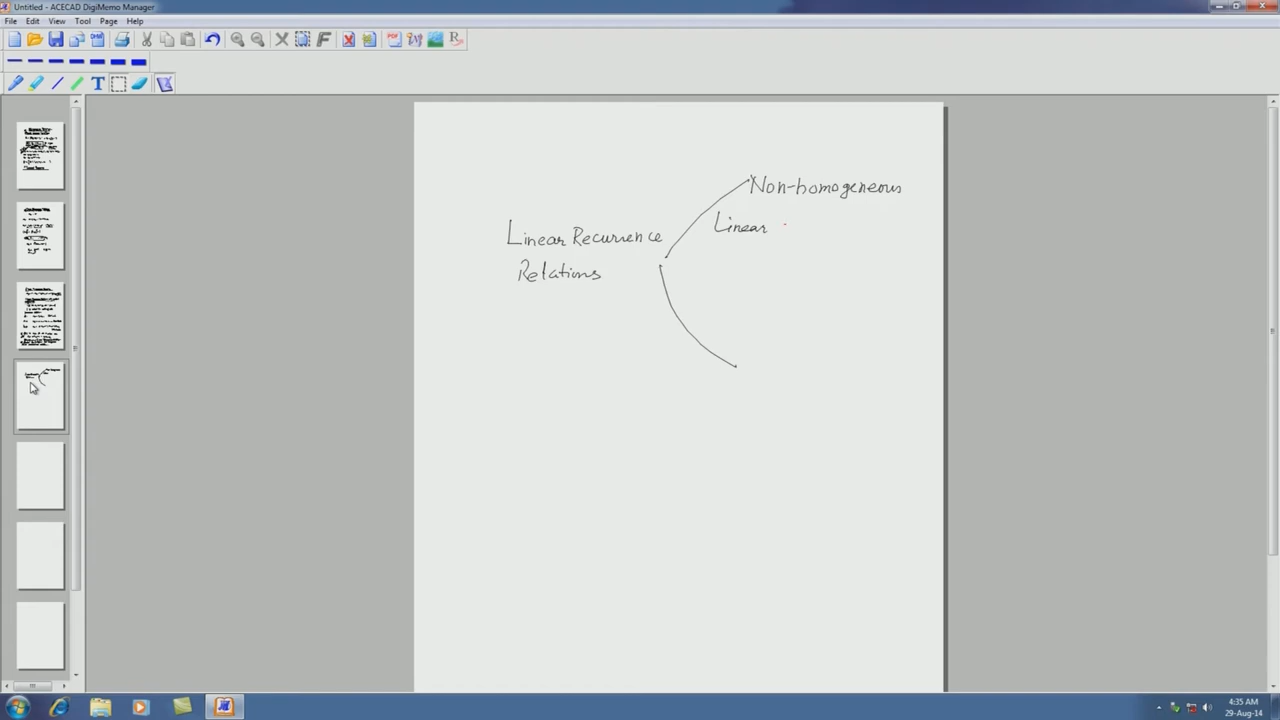 Untitled - ACECAD DigiMemo Manager
File Edit View Tool Page Help
Non-homogeneous
Linear
Linear Recurrence
Relations
4:35 AM
29-Aug-14